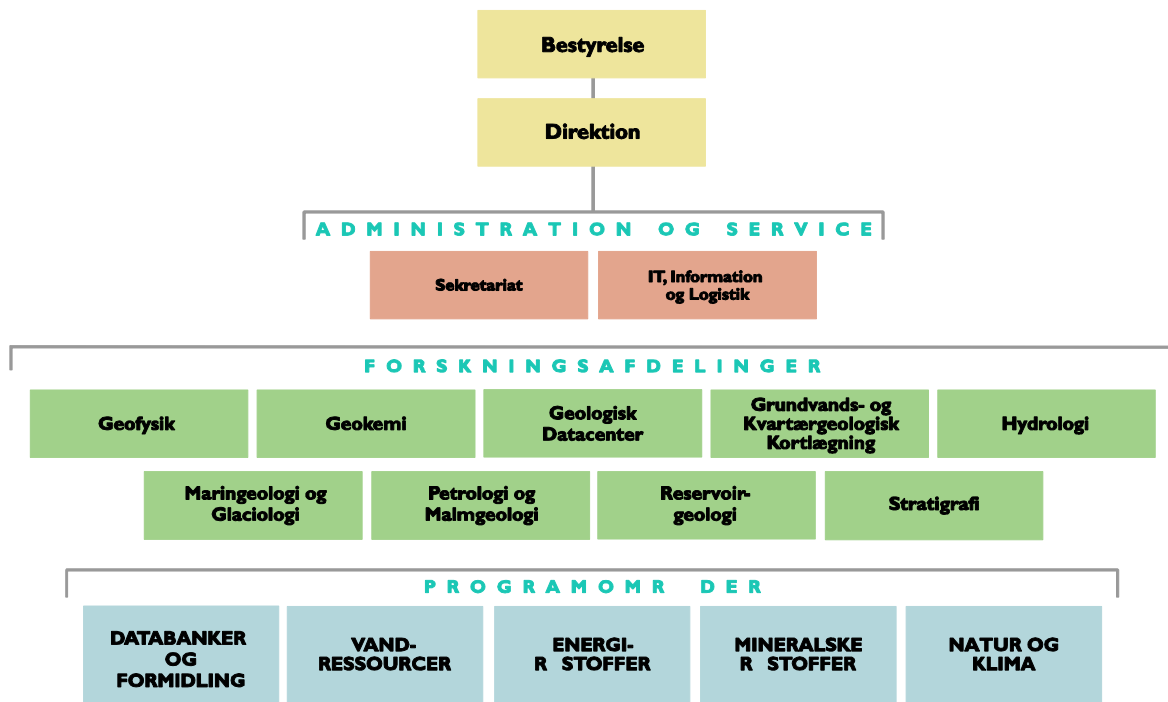 Bestyrelse
Direktion
ADMINISTRATION OG SERVICE
Sekretariat
IT, Information
og Logistik
FORSKNINGSAFDELINGER
Geofysik
Geokemi
Geologisk
Datacenter
Grundvands- og
Kvartærgeologisk
Kortlægning
Hydrologi
Maringeologi og
Glaciologi
Petrologi og
Malmgeologi
Reservoir-
geologi
Stratigrafi
PROGRAMOMR DER
DATABANKER
OG
FORMIDLING
VAND-
RESSOURCER
ENERGI-
R STOFFER
MINERALSKE
R STOFFER
NATUR OG
KLIMA